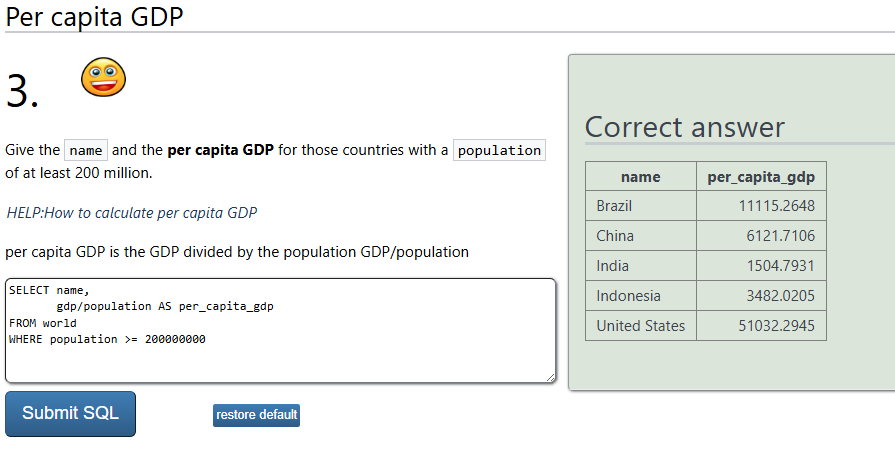 Per capita GDP
3.
Give the name and the per capita GDP for those countries with a population
of at least 200 million.
HELP:How to calculate per capita GDP
per capita GDP is the GDP divided by the population GDP/population
SELECT name,
gdp/population AS per_capita_gdp
FROM world
WHERE population >= 200000000
Submit SQL
restore default
Correct answer
name per_capita_gdp
Brazil 11115.2648
China 6121.7106
India 1504.7931
Indonesia 3482.0205
United States 51032.2945